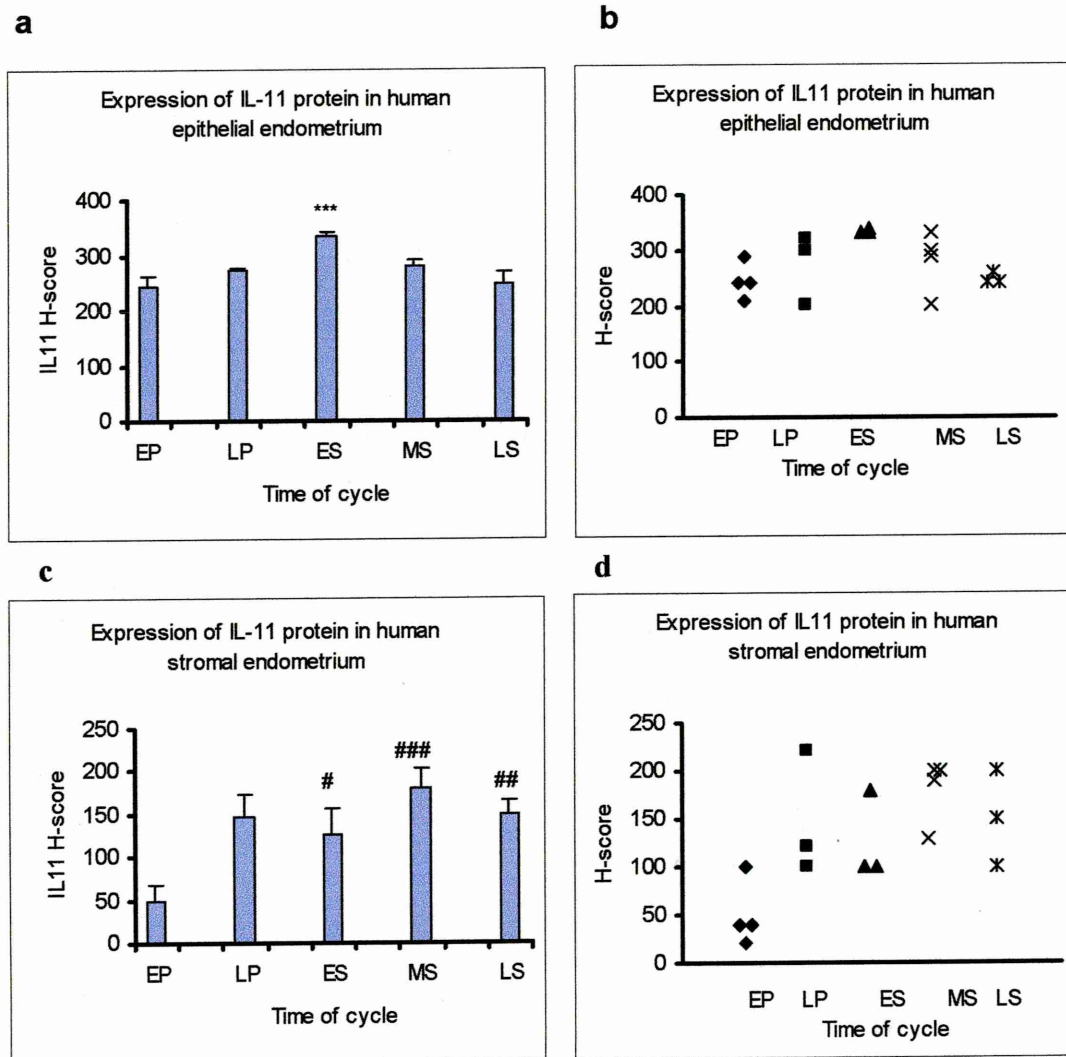 a
Expression of IL-11 protein in human
epithelial endometrium
IL11 H-score
400
300
200
100
0
***
EP LP ES MS LS
Time of cycle
b
Expression of IL11 protein in human
epithelial endometrium
H-score
400
300
200
100
0
EP LP ES MS LS
Time of cycle
c
Expression of IL-11 protein in human
stromal endometrium
IL11 H-score
250
200
150
100
50
0
# ### ##
EP LP ES MS LS
Time of cycle
d
Expression of IL11 protein in human
stromal endometrium
H-score
250
200
150
100
50
0
EP LP ES MS LS
Time of cycle